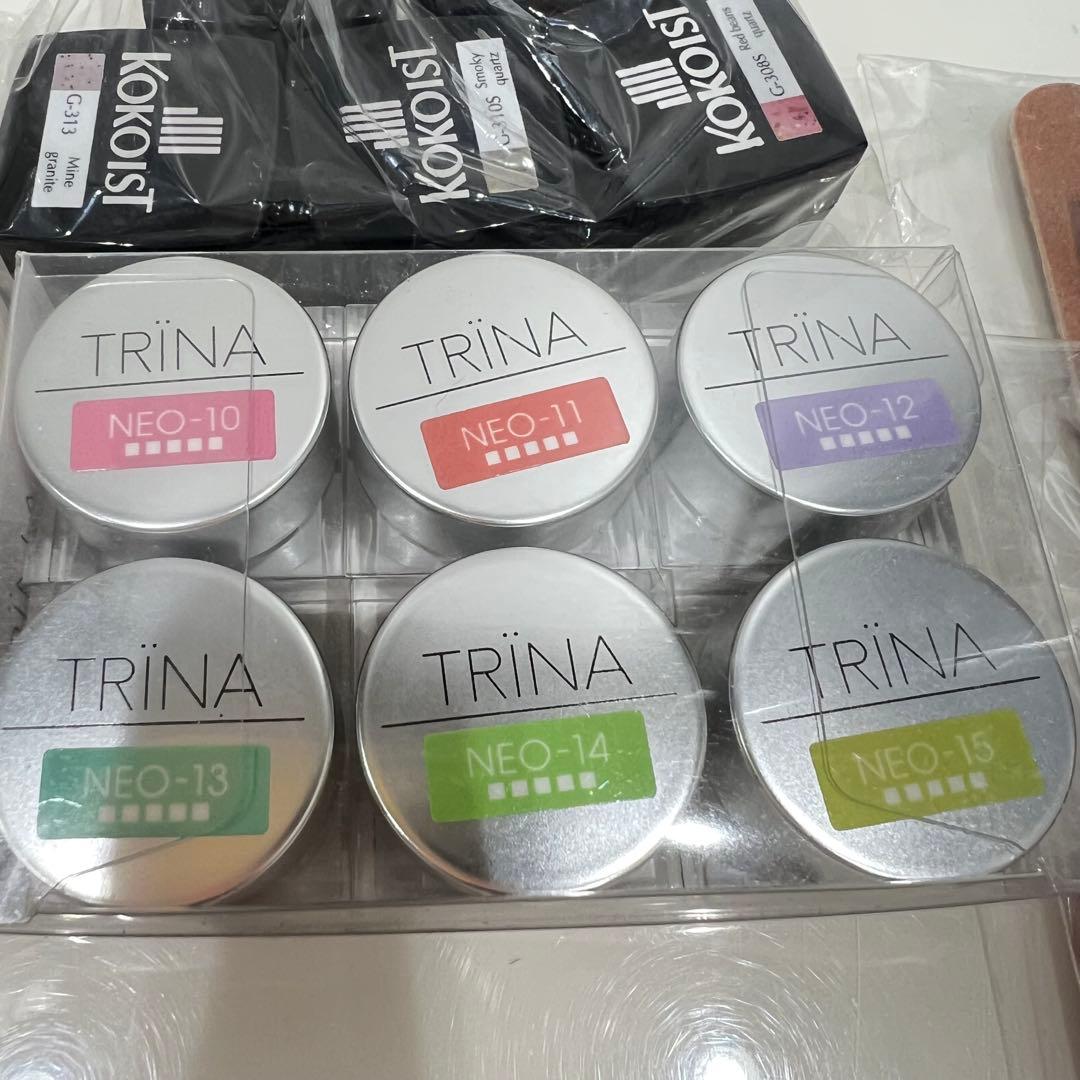 KOKOIST
G-313 Mine
granite
KOKOIST
G-310S Smoky
quartz
KOKOIST
G-308S Red beans
quartz
TRÏNA
NEO-10
TRÏNA
NEO-11
TRÏNA
NEO-12
TRÏNA
NEO-13
TRÏNA
NEO-14
TRÏNA
NEO-15